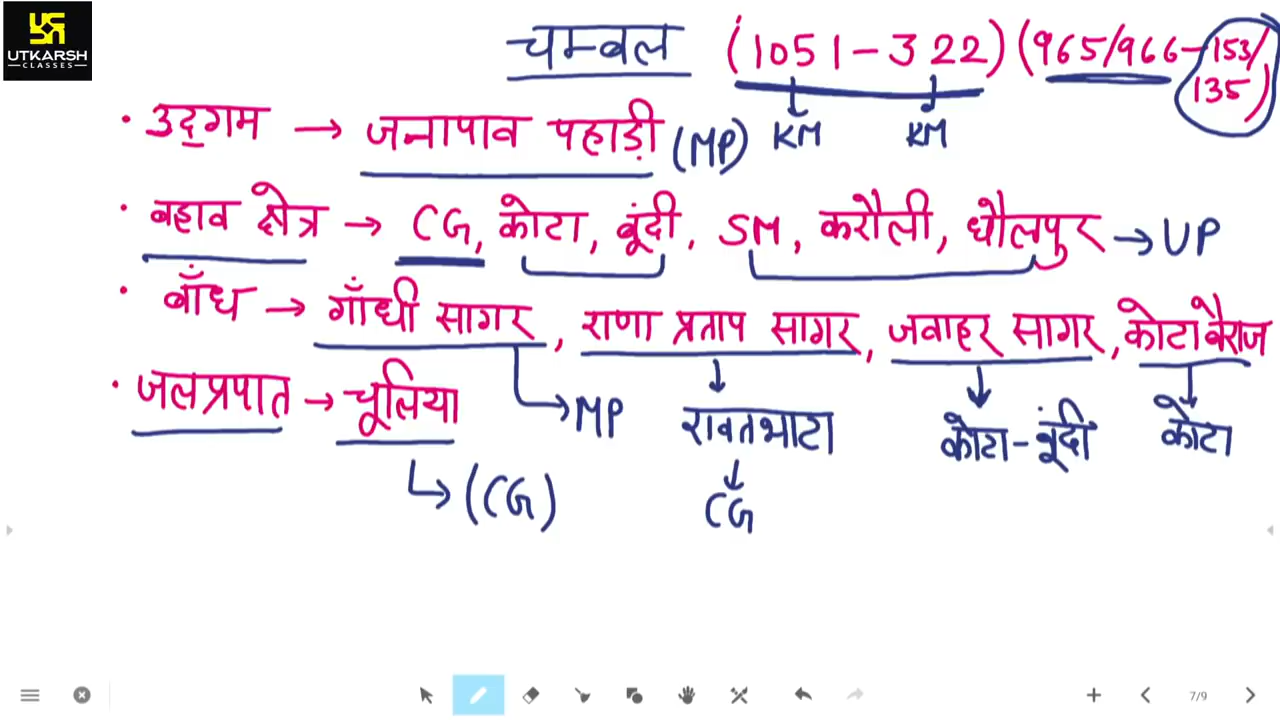 UTKARSH
CLASSES
चम्बल (1051-322) (965/966-153/
135)
KM KM
• उद्गम → जनापाव पहाड़ी (MP)
• बहाव क्षेत्र → CG, कोटा, बूंदी, SM, करौली, धौलपुर → UP
• बाँध → गाँधी सागर, राणा प्रताप सागर, जवाहर सागर, कोटा बैराज
→ MP रावतभाटा कोटा-बूंदी कोटा
CG
• जलप्रपात → चूलिया
→ (CG)
7/9